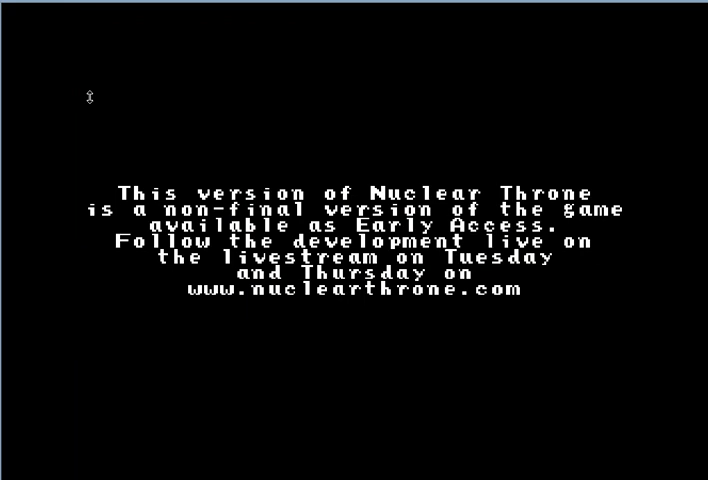 This version of Nuclear Throne
is a non-final version of the game
available as Early Access.
Follow the development live on
the livestream on Tuesday
and Thursday on
www.nuclearthrone.com